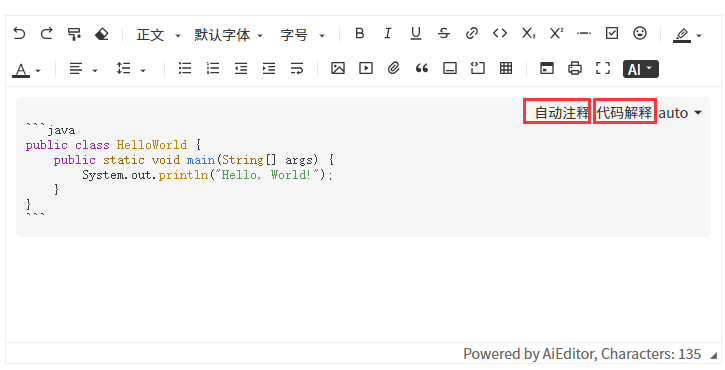 正文 默认字体 字号 B I U S <> X₂ X²
A AI
自动注释 代码解释 auto
```java
public class HelloWorld {
    public static void main(String[] args) {
        System.out.println("Hello, World!");
    }
}
```
Powered by AiEditor, Characters: 135